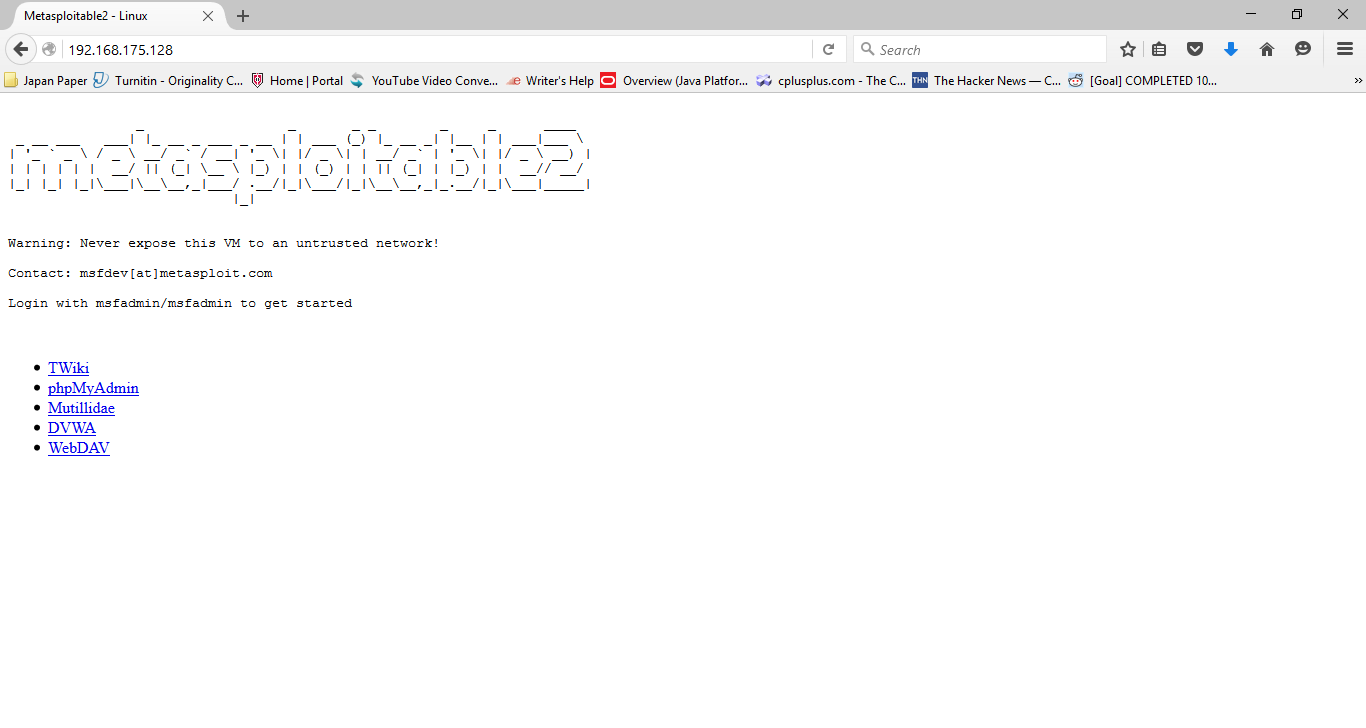 Metasploitable2 - Linux
192.168.175.128
Search
Japan Paper
Turnitin - Originality C...
Home | Portal
YouTube Video Conve...
Writer's Help
Overview (Java Platfor...
cplusplus.com - The C...
THN
The Hacker News — C...
[Goal] COMPLETED 10...
metasploitable2
Warning: Never expose this VM to an untrusted network!
Contact: msfdev[at]metasploit.com
Login with msfadmin/msfadmin to get started
TWiki
phpMyAdmin
Mutillidae
DVWA
WebDAV